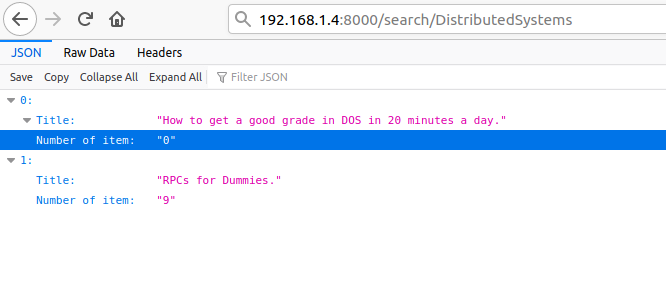 192.168.1.4:8000/search/DistributedSystems
JSON Raw Data Headers
Save Copy Collapse All Expand All Filter JSON
0:
Title: "How to get a good grade in DOS in 20 minutes a day."
Number of item: "0"
1:
Title: "RPCs for Dummies."
Number of item: "9"